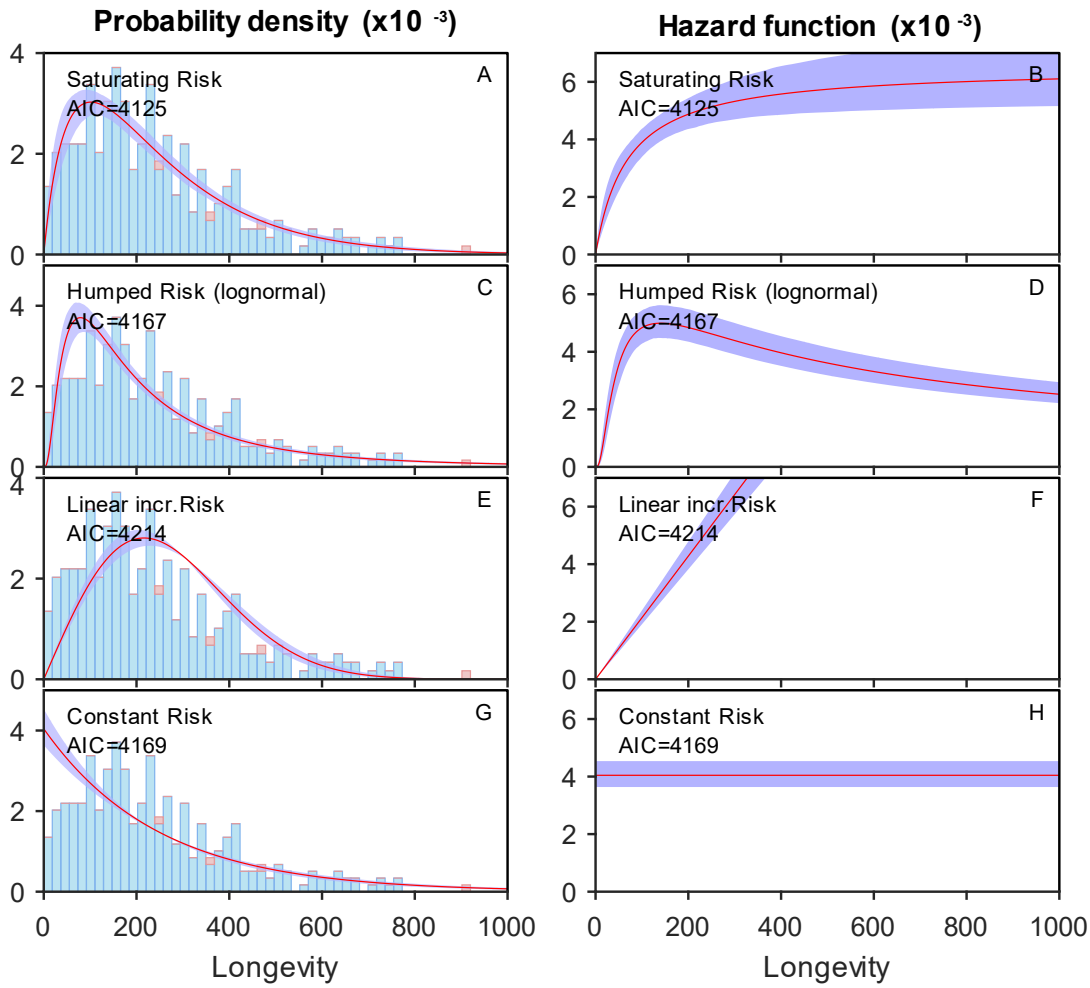 Probability density (x10 -3)
Hazard function (x10 -3)
Saturating Risk
AIC=4125
A
4
2
0
Saturating Risk
AIC=4125
B
6
4
2
0
Humped Risk (lognormal)
AIC=4167
C
4
2
0
Humped Risk (lognormal)
AIC=4167
D
6
4
2
0
Linear incr.Risk
AIC=4214
E
4
2
0
Linear incr.Risk
AIC=4214
F
6
4
2
0
Constant Risk
AIC=4169
G
4
2
0
Constant Risk
AIC=4169
H
6
4
2
0
0 200 400 600 800 1000
0 200 400 600 800 1000
Longevity
Longevity